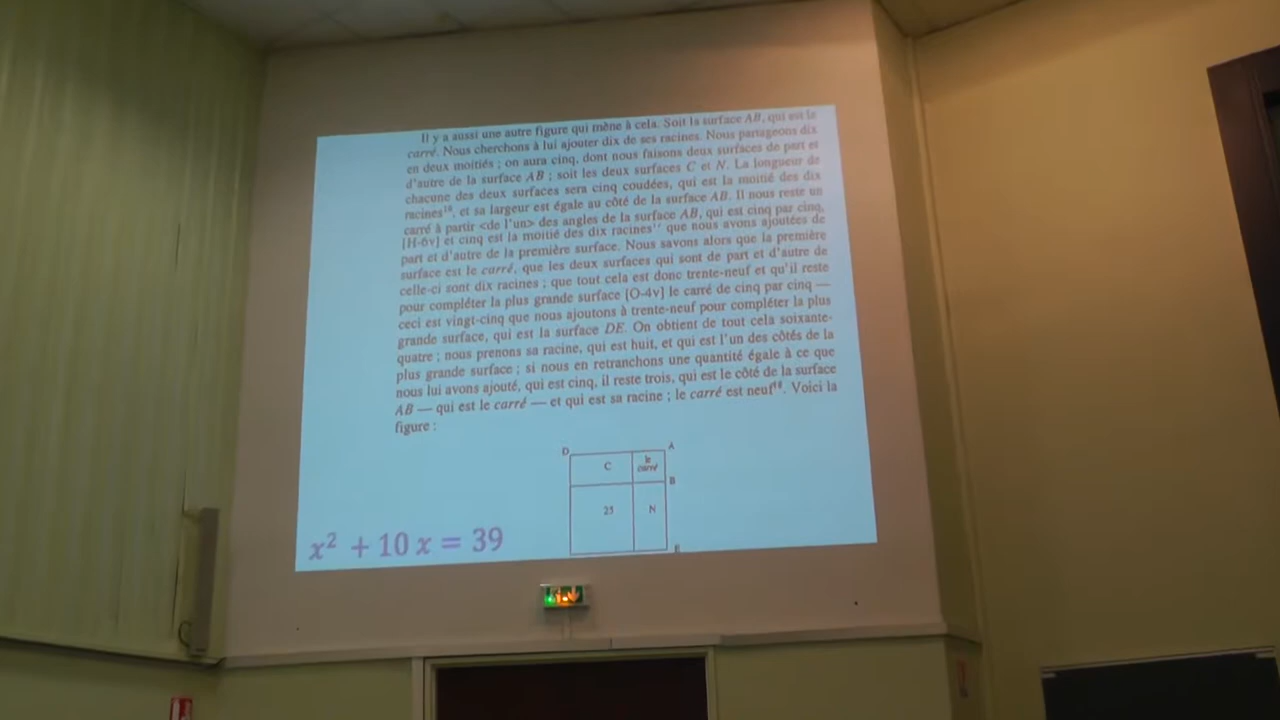 Il y a aussi une autre figure qui mène à cela. Soit la surface AB, qui est le
carré. Nous cherchons à lui ajouter dix de ses racines. Nous partageons dix
en deux moitiés ; on aura cinq, dont nous faisons deux surfaces de part et
d'autre de la surface AB ; soit les deux surfaces C et N. La longueur de
chacune des deux surfaces sera cinq coudées, qui est la moitié des dix
racines¹⁶, et sa largeur est égale au côté de la surface AB. Il nous reste un
carré à partir <de l'un> des angles de la surface AB, qui est cinq par cinq,
[H-6v] et cinq est la moitié des dix racines¹⁷ que nous avons ajoutées de
part et d'autre de la première surface. Nous savons alors que la première
surface est le carré, que les deux surfaces qui sont de part et d'autre de
celle-ci sont dix racines ; que tout cela est donc trente-neuf et qu'il reste
pour compléter la plus grande surface [O-4v] le carré de cinq par cinq —
ceci est vingt-cinq que nous ajoutons à trente-neuf pour compléter la plus
grande surface, qui est la surface DE. On obtient de tout cela soixante-
quatre ; nous prenons sa racine, qui est huit, et qui est l'un des côtés de la
plus grande surface ; si nous en retranchons une quantité égale à ce que
nous lui avons ajouté, qui est cinq, il reste trois, qui est le côté de la surface
AB — qui est le carré — et qui est sa racine ; le carré est neuf¹⁸. Voici la
figure :
D A
C le
carré
B
25 N
E
x² + 10 x = 39